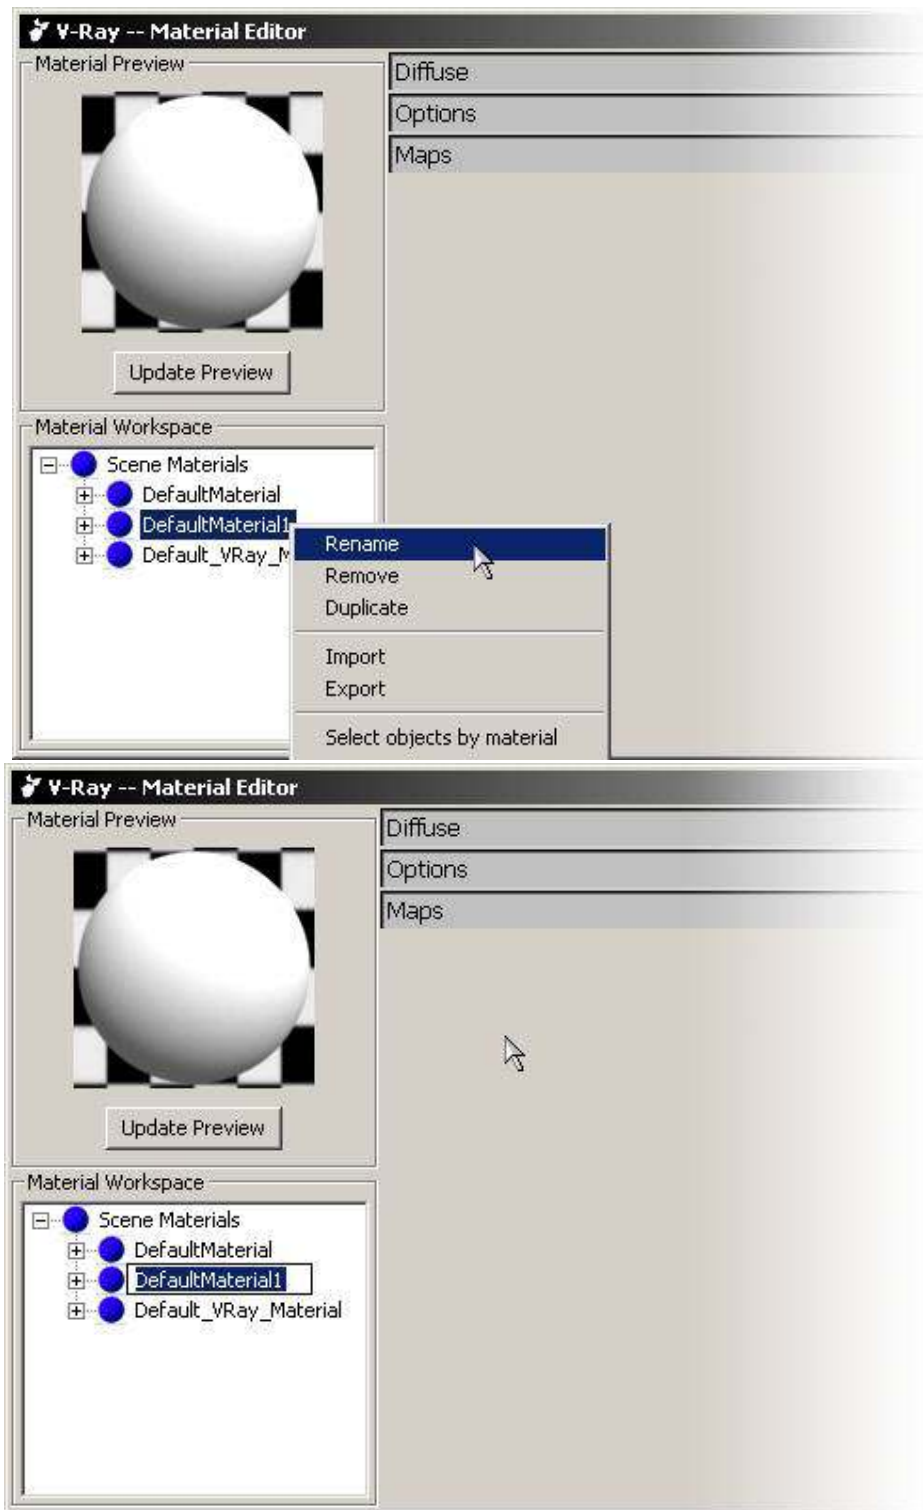 V-Ray -- Material Editor
Material Preview
Diffuse
Options
Maps
Update Preview
Material Workspace
Scene Materials
DefaultMaterial
DefaultMaterial1
Default_VRay_M
Rename
Remove
Duplicate
Import
Export
Select objects by material
V-Ray -- Material Editor
Material Preview
Diffuse
Options
Maps
Update Preview
Material Workspace
Scene Materials
DefaultMaterial
DefaultMaterial1
Default_VRay_Material